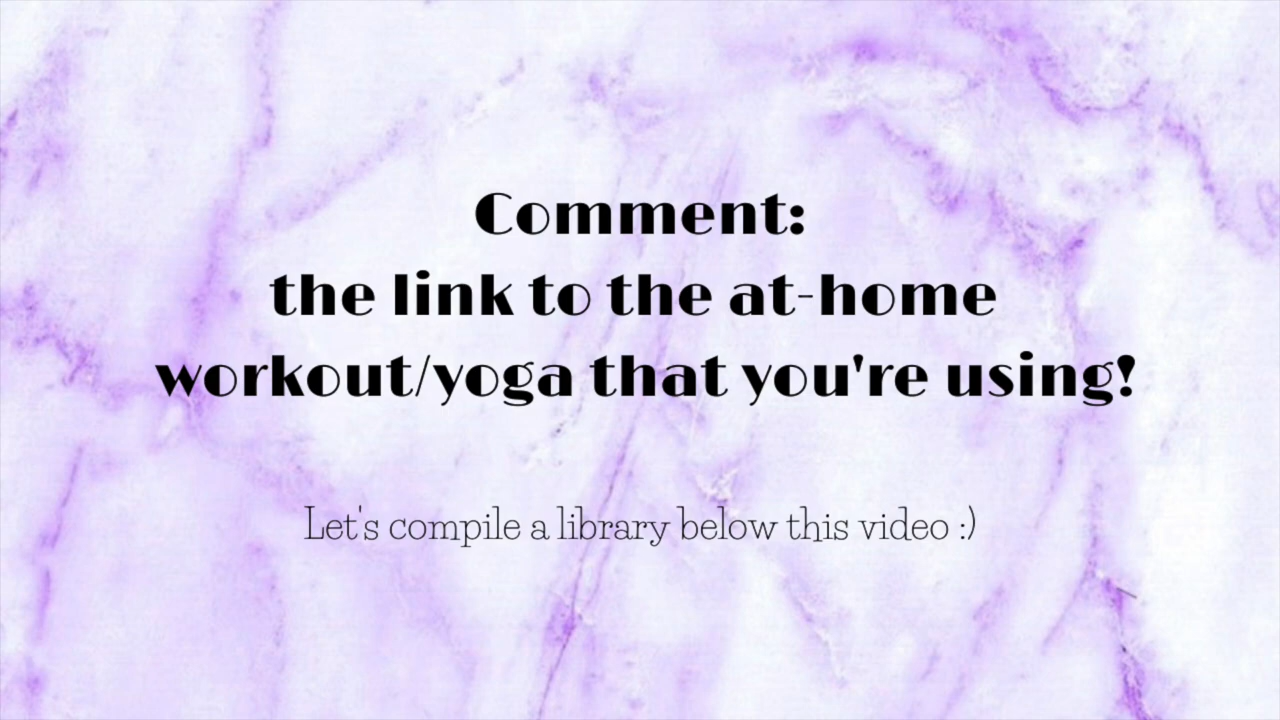 Comment:
the link to the at-home
workout/yoga that you're using!
Let's compile a library below this video :)